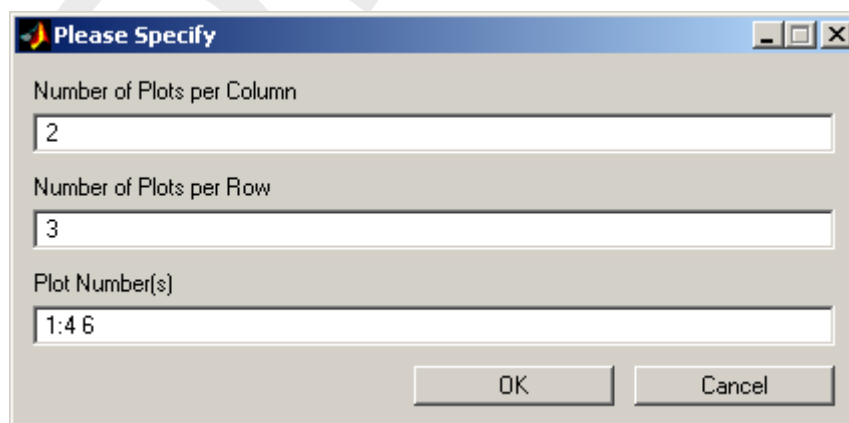 Please Specify
Number of Plots per Column
2
Number of Plots per Row
3
Plot Number(s)
1:4 6
OK
Cancel